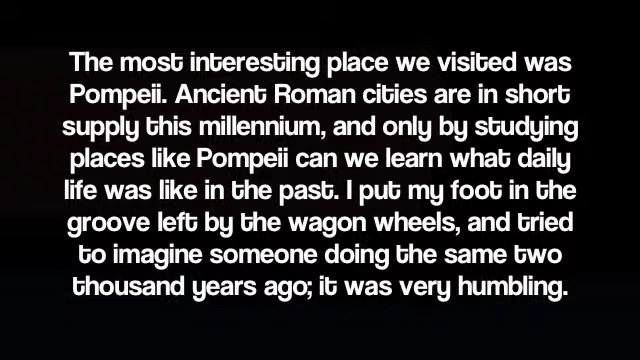 The most interesting place we visited was
Pompeii. Ancient Roman cities are in short
supply this millennium, and only by studying
places like Pompeii can we learn what daily
life was like in the past. I put my foot in the
groove left by the wagon wheels, and tried
to imagine someone doing the same two
thousand years ago; it was very humbling.